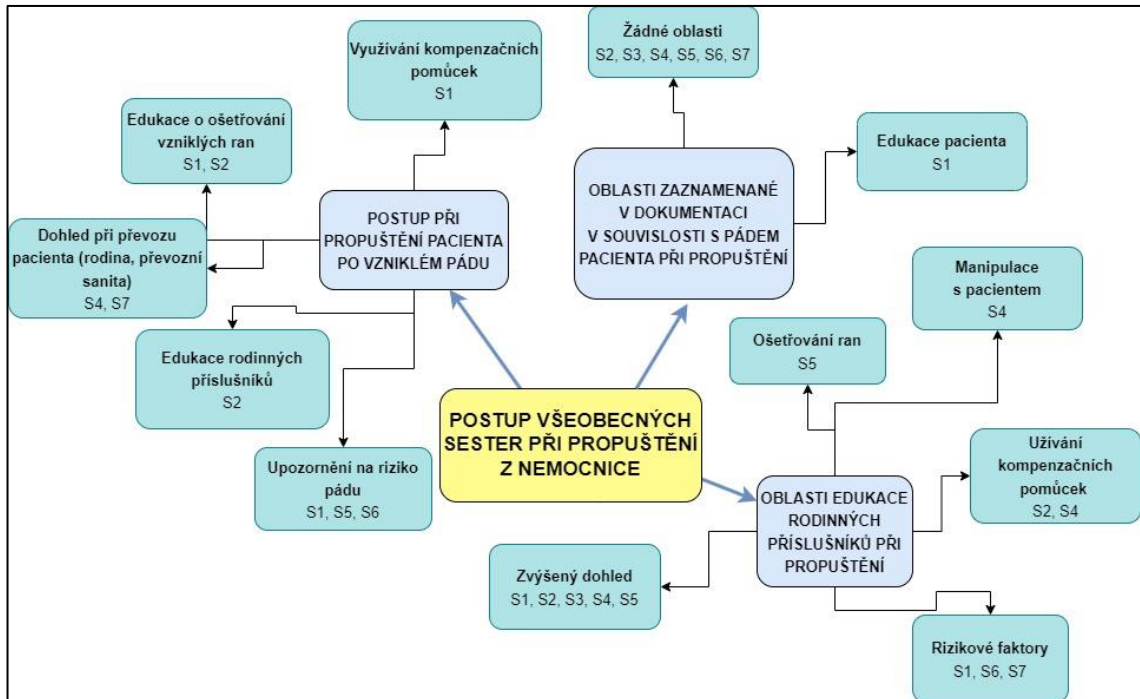 Využívání kompenzačních
pomůcek
S1
Žádné oblasti
S2, S3, S4, S5, S6, S7
Edukace o ošetřování
vzniklých ran
S1, S2
Edukace pacienta
S1
POSTUP PŘI
PROPUŠTĚNÍ PACIENTA
PO VZNIKLÉM PÁDU
OBLASTI ZAZNAMENANÉ
V DOKUMENTACI
V SOUVISLOSTI S PÁDEM
PACIENTA PŘI PROPUŠTĚNÍ
Dohled při převozu
pacienta (rodina, převozní
sanita)
S4, S7
Manipulace
s pacientem
S4
Edukace rodinných
příslušníků
S2
Ošetřování ran
S5
POSTUP VŠEOBECNÝCH
SESTER PŘI PROPUŠTĚNÍ
Z NEMOCNICE
Upozornění na riziko
pádu
S1, S5, S6
Užívání
kompenzačních
pomůcek
S2, S4
OBLASTI EDUKACE
RODINNÝCH
PŘÍSLUŠNÍKŮ PŘI
PROPUŠTĚNÍ
Zvýšený dohled
S1, S2, S3, S4, S5
Rizikové faktory
S1, S6, S7